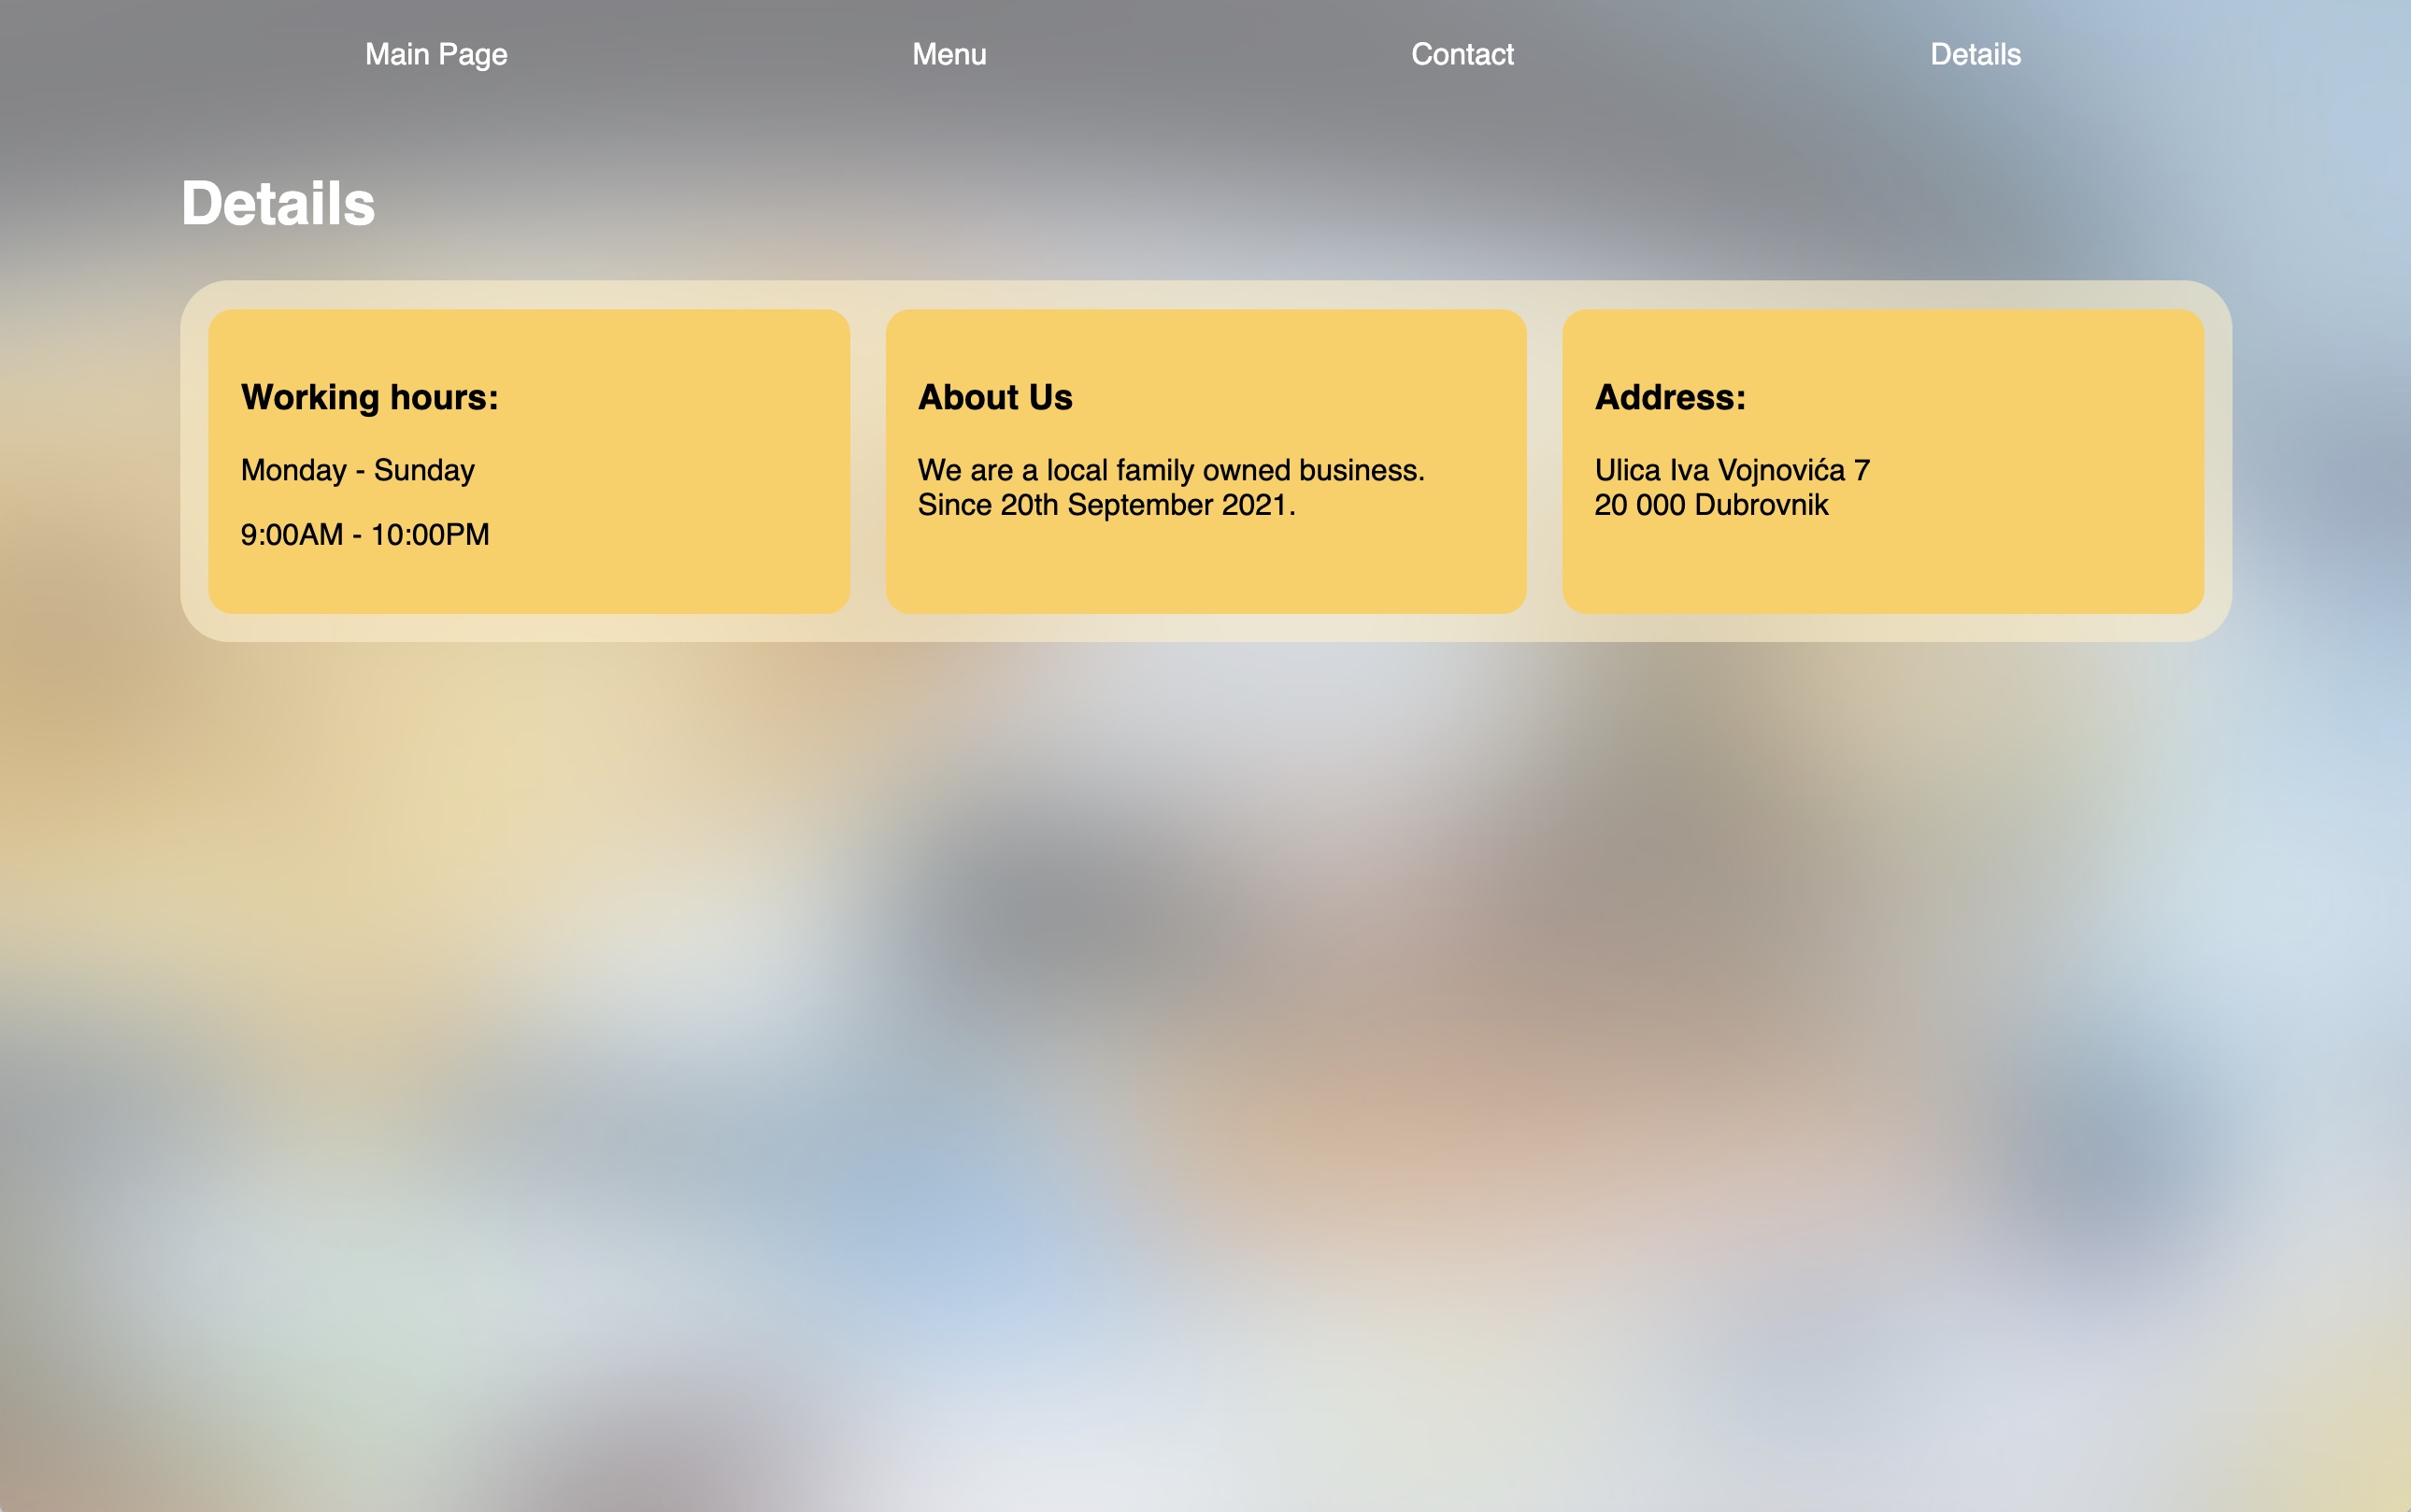 Main Page
Menu
Contact
Details
Details
Working hours:
Monday - Sunday
9:00AM - 10:00PM
About Us
We are a local family owned business.
Since 20th September 2021.
Address:
Ulica Iva Vojnovića 7
20 000 Dubrovnik